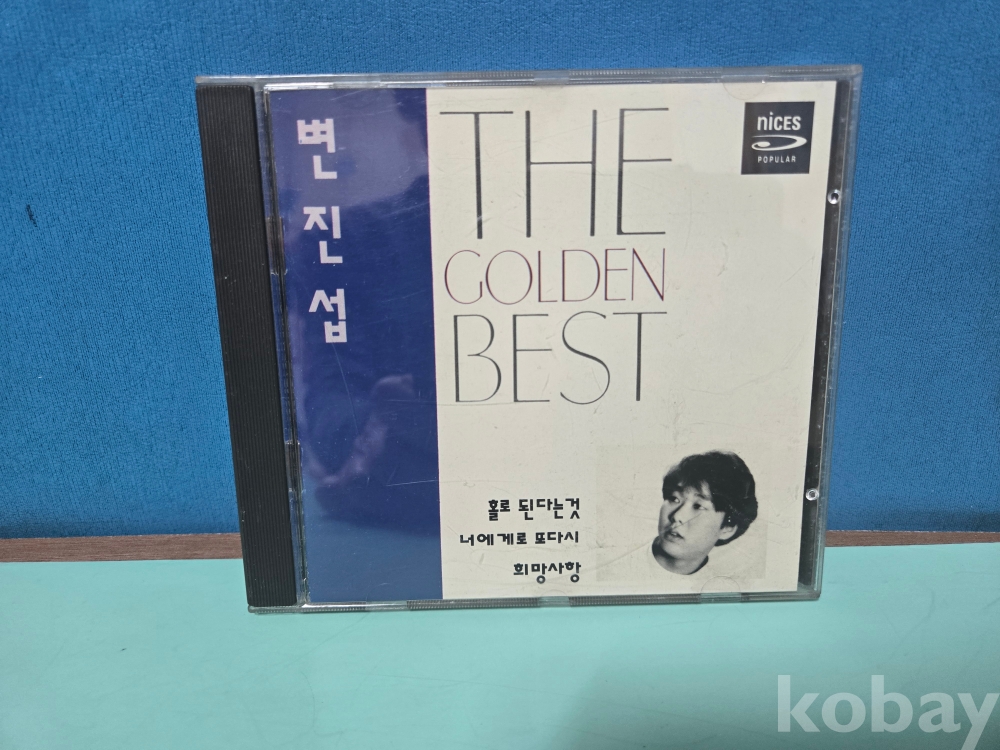 변진섭
THE
GOLDEN
BEST
nices
POPULAR
홀로 된다는것
너에게로 또다시
희망사항
kobay